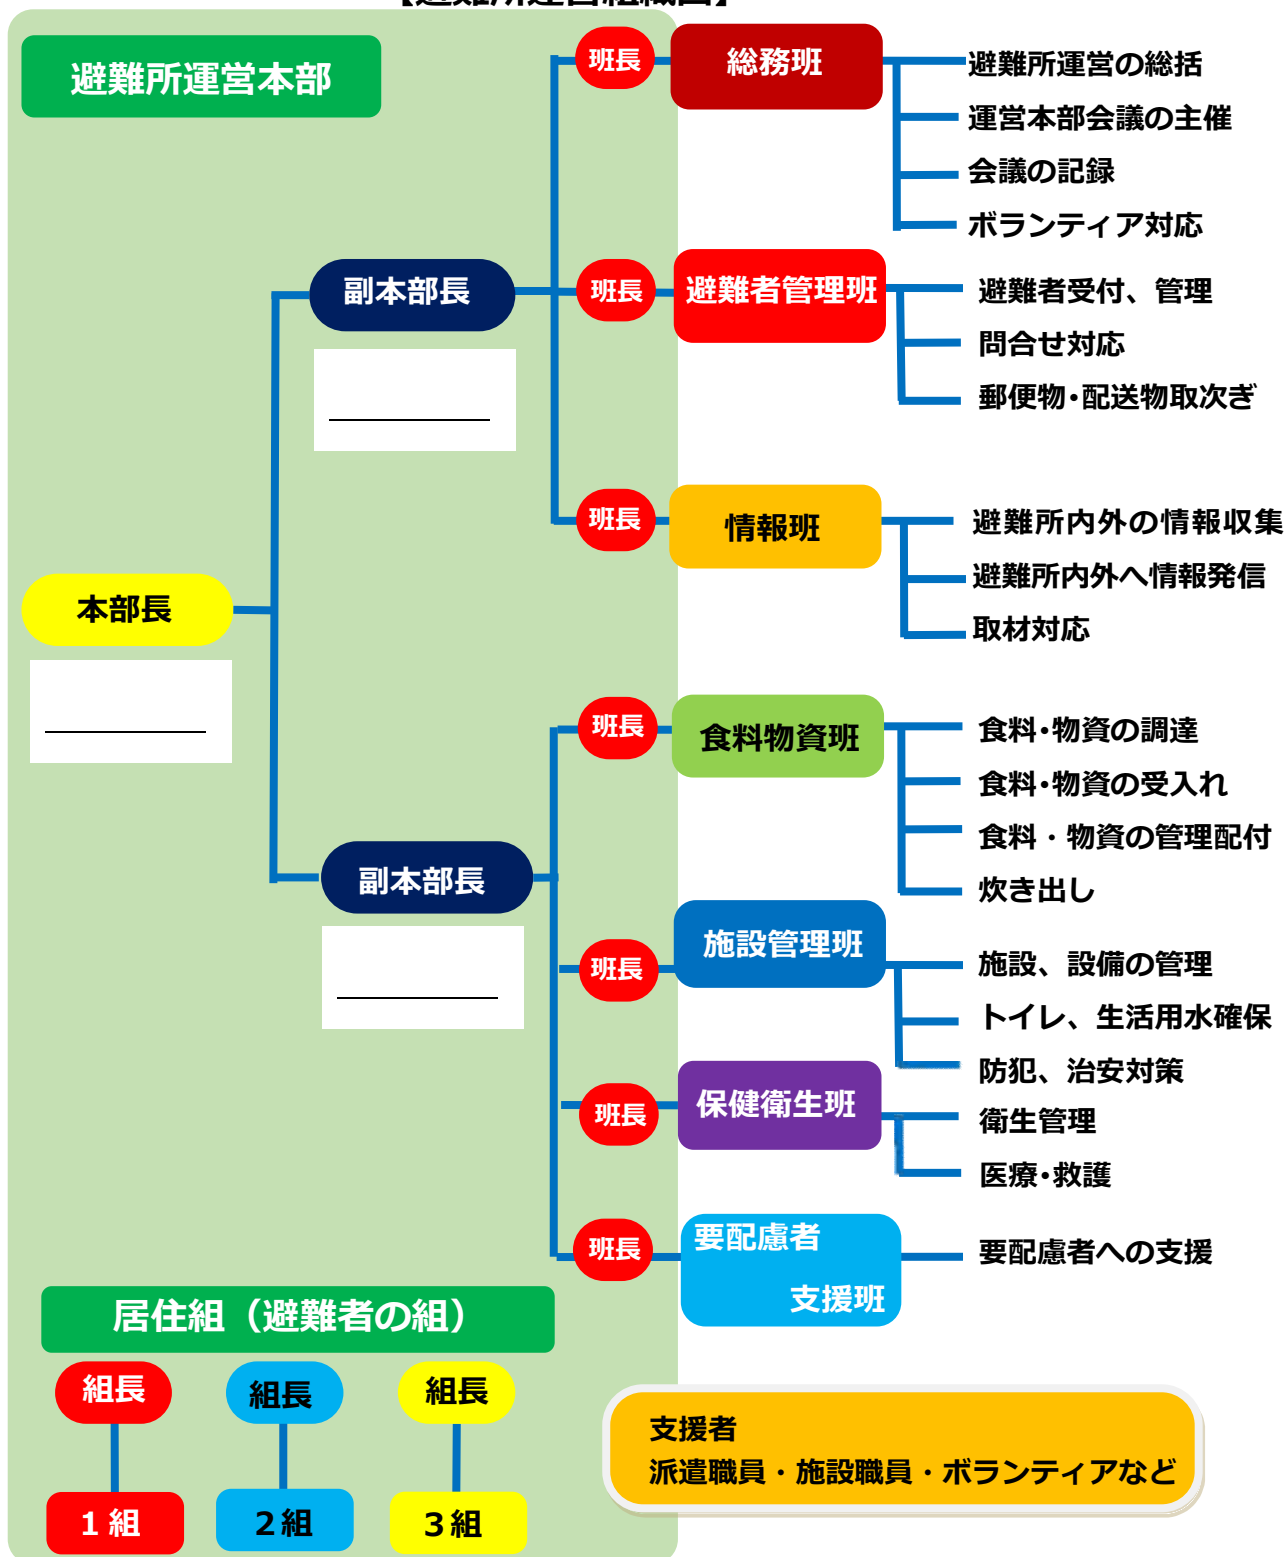 【避難所運営組織図】
避難所運営本部
班長
総務班
避難所運営の総括
運営本部会議の主催
会議の記録
ボランティア対応
副本部長
班長
避難者管理班
避難者受付、管理
問合せ対応
郵便物・配送物取次ぎ
班長
情報班
避難所内外の情報収集
避難所内外へ情報発信
取材対応
本部長
班長
食料物資班
食料・物資の調達
食料・物資の受入れ
食料・物資の管理配付
炊き出し
副本部長
班長
施設管理班
施設、設備の管理
トイレ、生活用水確保
防犯、治安対策
班長
保健衛生班
衛生管理
医療・救護
班長
要配慮者
支援班
要配慮者への支援
居住組（避難者の組）
組長
組長
組長
１組
２組
３組
支援者
派遣職員・施設職員・ボランティアなど